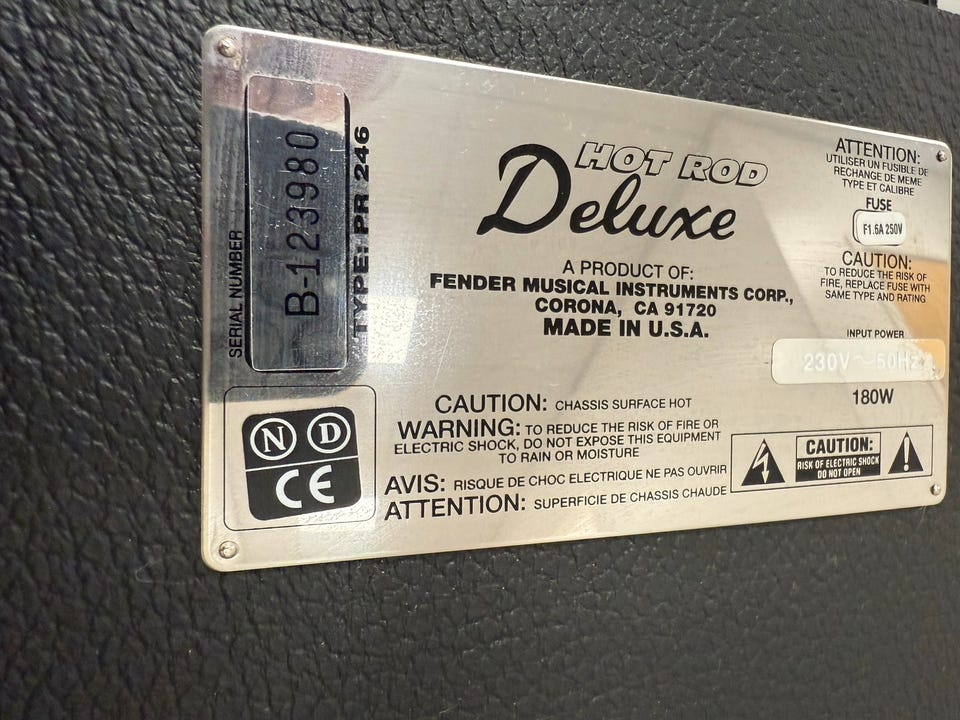 SERIAL NUMBER
B-123980
TYPE: PR 246
HOT ROD
Deluxe
A PRODUCT OF:
FENDER MUSICAL INSTRUMENTS CORP.,
CORONA, CA 91720
MADE IN U.S.A.
ATTENTION:
UTILISER UN FUSIBLE DE
RECHANGE DE MEME
TYPE ET CALIBRE
FUSE
F1.6A 250V
CAUTION:
TO REDUCE THE RISK OF
FIRE, REPLACE FUSE WITH
SAME TYPE AND RATING
INPUT POWER
230V ~ 50Hz
180W
N D
CE
CAUTION: CHASSIS SURFACE HOT
WARNING: TO REDUCE THE RISK OF FIRE OR
ELECTRIC SHOCK, DO NOT EXPOSE THIS EQUIPMENT
TO RAIN OR MOISTURE
AVIS: RISQUE DE CHOC ELECTRIQUE NE PAS OUVRIR
ATTENTION: SUPERFICIE DE CHASSIS CHAUDE
CAUTION:
RISK OF ELECTRIC SHOCK
DO NOT OPEN